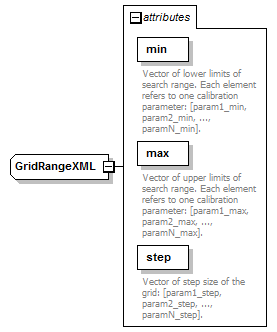 attributes
min
Vector of lower limits of
search range. Each element
refers to one calibration
parameter: [param1_min,
param2_min, ...,
paramN_min].
GridRangeXML
max
Vector of upper limits of
search range. Each element
refers to one calibration
parameter: [param1_max,
param2_max, ...,
paramN_max].
step
Vector of step size of the
grid: [param1_step,
param2_step, ...,
paramN_step].